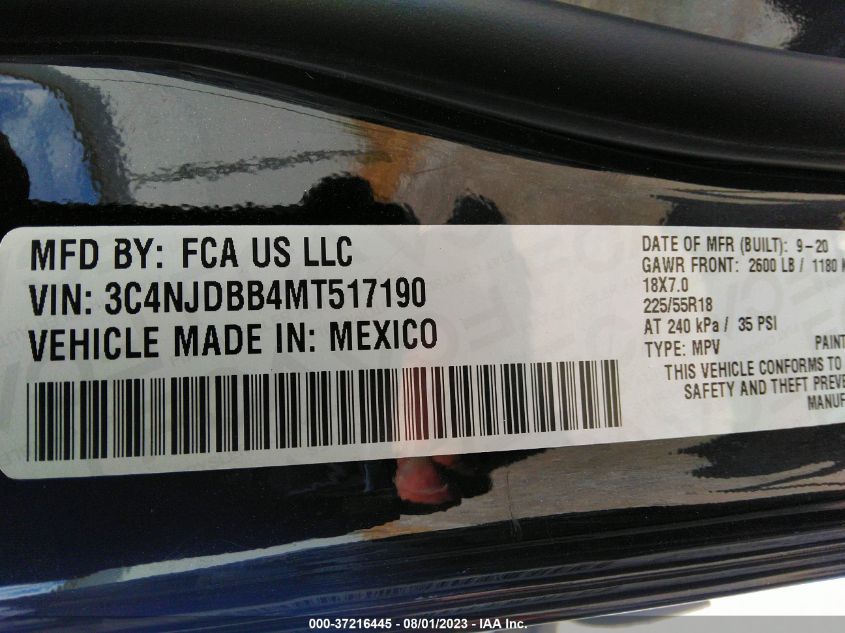 MFD BY: FCA US LLC
VIN: 3C4NJDBB4MT517190
VEHICLE MADE IN: MEXICO
DATE OF MFR (BUILT): 9-20
GAWR FRONT: 2600 LB / 1180
18X7.0
225/55R18
AT 240 kPa / 35 PSI
TYPE: MPV
PAINT
THIS VEHICLE CONFORMS TO
SAFETY AND THEFT PREVE
MANUF
000-37216445 - 08/01/2023 - IAA Inc.